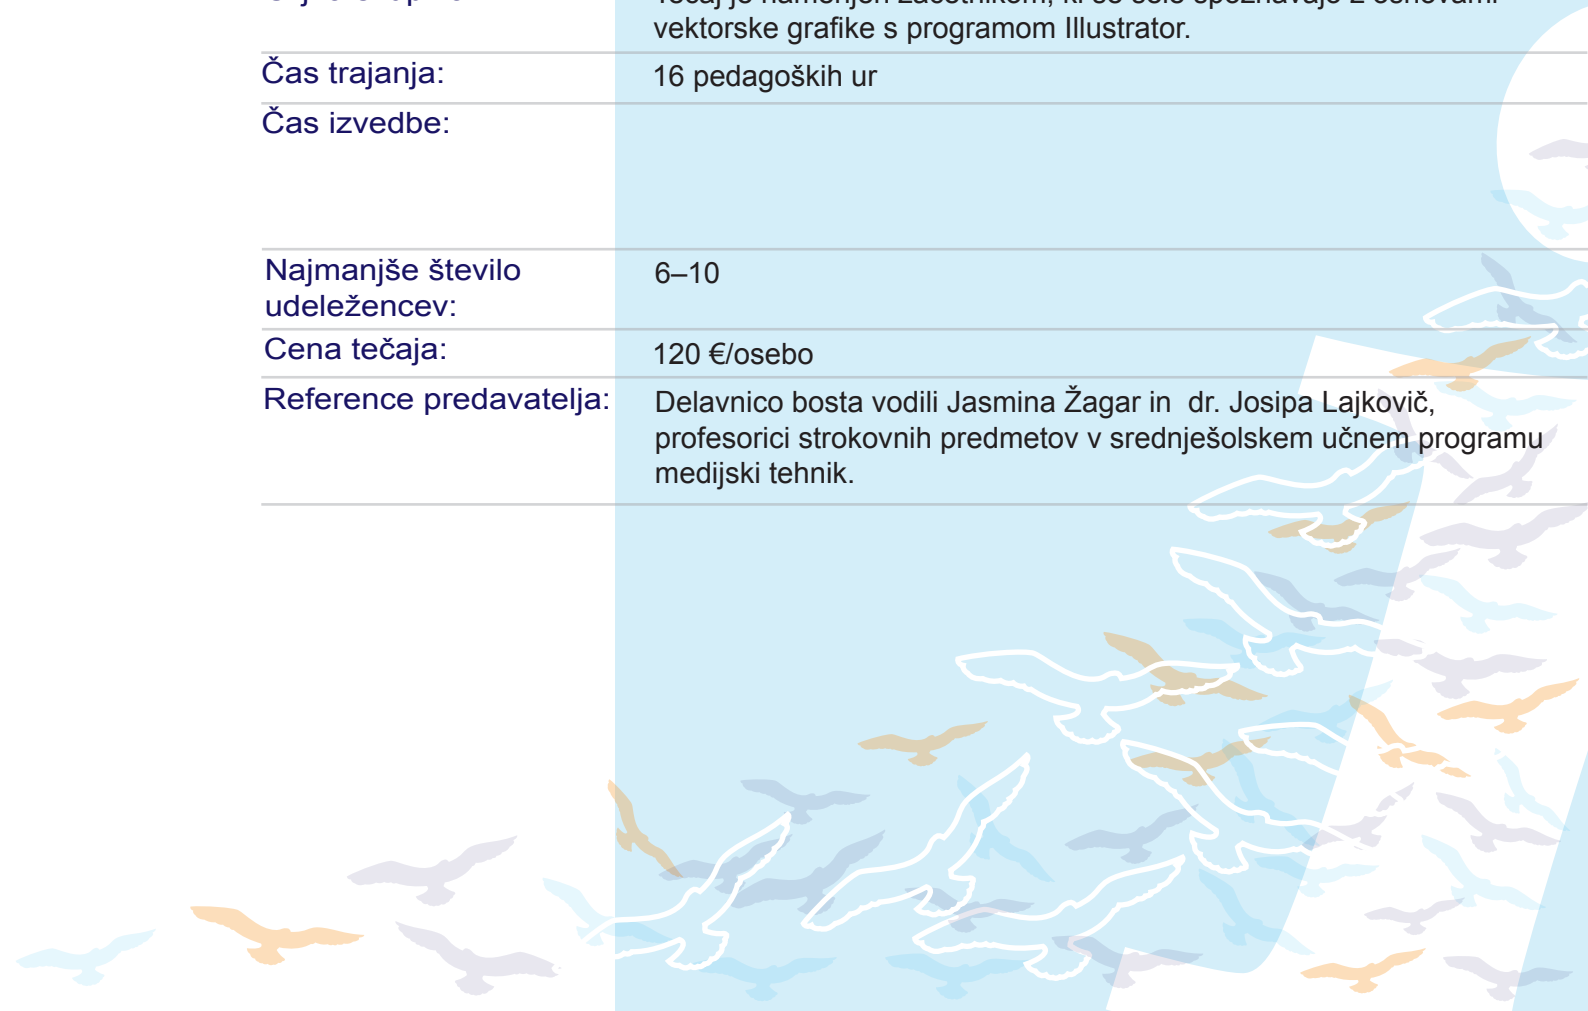 vektorske grafike s programom Illustrator.
Čas trajanja:
16 pedagoških ur
Čas izvedbe:
Najmanjše število
udeležencev:
6–10
Cena tečaja:
120 €/osebo
Reference predavatelja:
Delavnico bosta vodili Jasmina Žagar in dr. Josipa Lajkovič,
profesorici strokovnih predmetov v srednješolskem učnem programu
medijski tehnik.